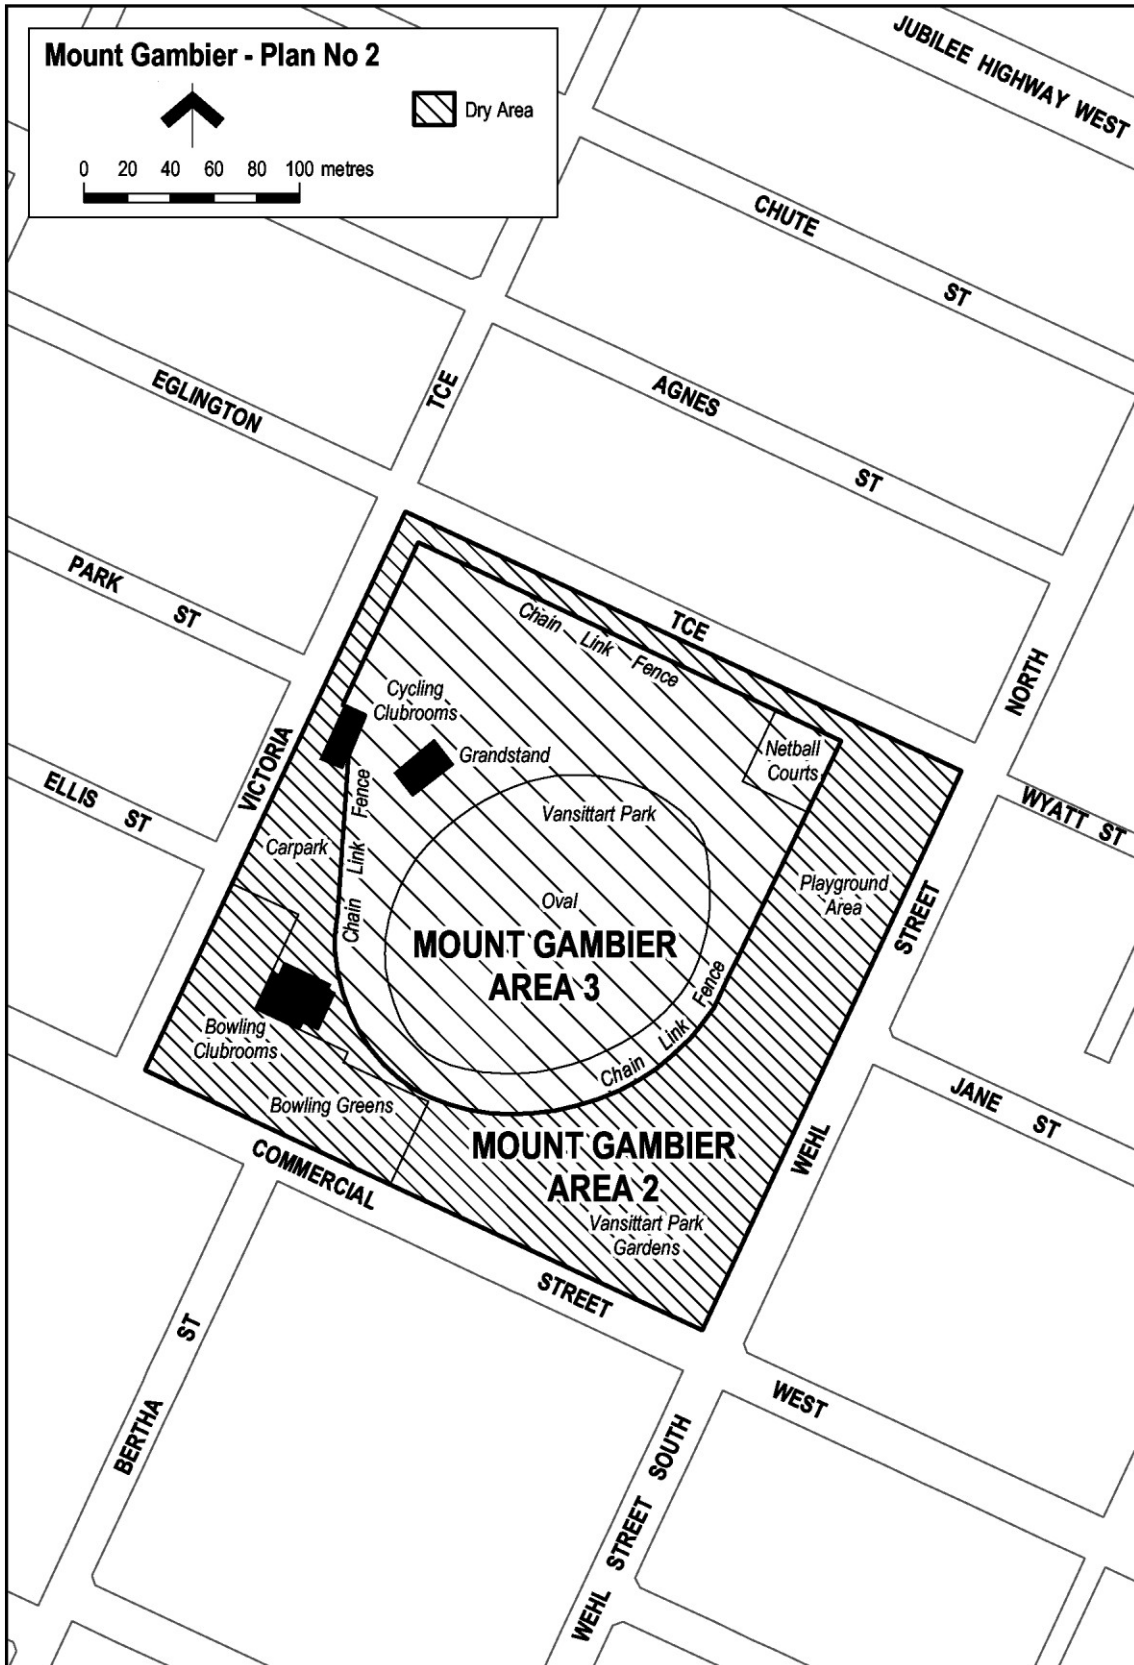 Mount Gambier - Plan No 2
Dry Area
0 20 40 60 80 100 metres
JUBILEE HIGHWAY WEST
CHUTE ST
AGNES ST
EGLINGTON
TCE
PARK ST
ELLIS ST
VICTORIA
TCE
NORTH
WYATT ST
Chain Link Fence
Cycling
Clubrooms
Grandstand
Netball
Courts
Vansittart Park
Chain Link Fence
Carpark
Playground
Area
STREET
Oval
MOUNT GAMBIER
AREA 3
Bowling
Clubrooms
Chain Link Fence
Bowling Greens
MOUNT GAMBIER
AREA 2
Vansittart Park
Gardens
WEHL
JANE ST
COMMERCIAL
STREET
WEST
BERTHA ST
WEHL STREET SOUTH